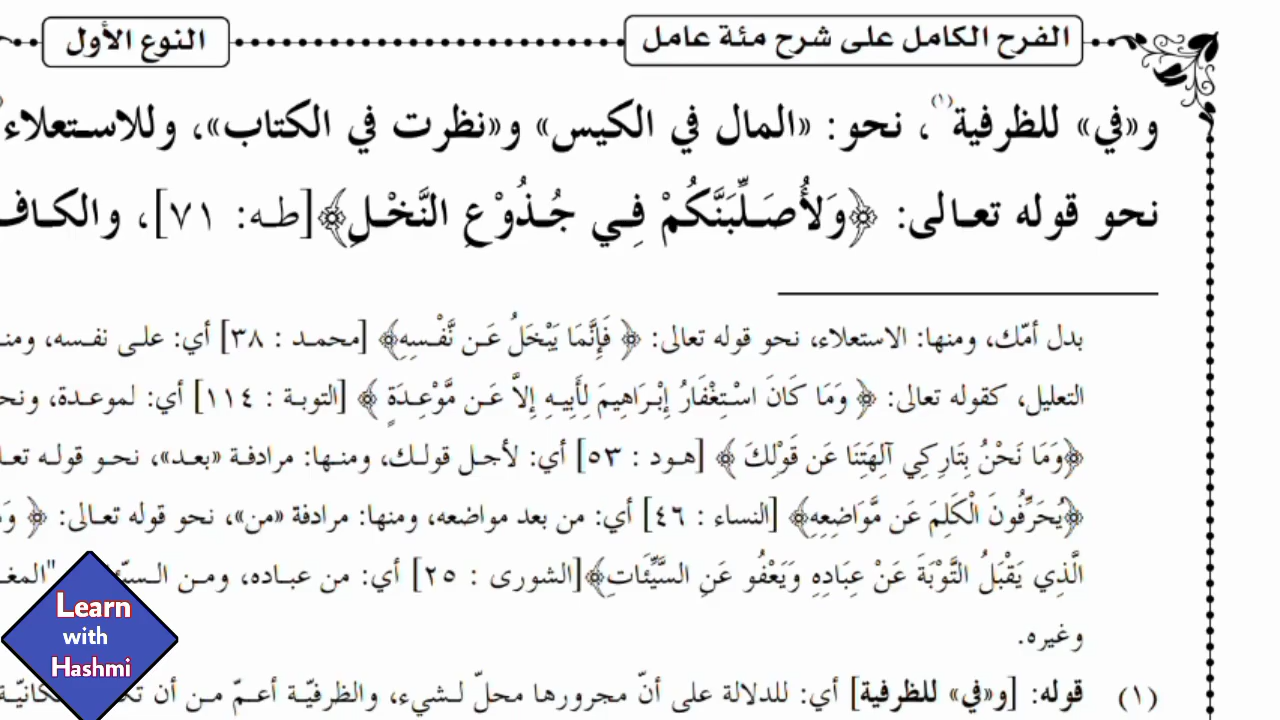 الفرح الكامل على شرح مئة عامل
النوع الأول
و«في» للظرفية(١)، نحو: «المال في الكيس» و«نظرت في الكتاب»، وللاستعلاء
نحو قوله تعالى: ﴿وَلَأُصَلِّبَنَّكُمْ فِي جُذُوْعِ النَّخْلِ﴾[طه: ٧١]، والكاف
بدل أمّك، ومنها: الاستعلاء، نحو قوله تعالى: ﴿ فَإِنَّمَا يَبْخَلُ عَن نَّفْسِهِ﴾ [محمد : ٣٨] أي: على نفسه،
التعليل، كقوله تعالى: ﴿ وَمَا كَانَ اسْتِغْفَارُ إِبْرَاهِيمَ لِأَبِيهِ إِلاَّ عَن مَّوْعِدَةٍ ﴾ [التوبة : ١١٤] أي: لموعدة،
﴿وَمَا نَحْنُ بِتَارِكِي آلِهَتِنَا عَن قَوْلِكَ ﴾ [هود : ٥٣] أي: لأجل قولك، ومنها: مرادفة «بعد»، نحو قوله
﴿يُحَرِّفُونَ الْكَلِمَ عَن مَّوَاضِعِهِ﴾ [النساء : ٤٦] أي: من بعد مواضعه، ومنها: مرادفة «من»، نحو قوله تعالى: ﴿
الَّذِي يَقْبَلُ التَّوْبَةَ عَنْ عِبَادِهِ وَيَعْفُو عَنِ السَّيِّئَاتِ﴾[الشورى : ٢٥] أي: من عباده، ومن
وغيره.
(١) قوله: [و«في» للظرفية] أي: للدلالة على أنّ مجرورها محلّ لشيء، والظرفيّة أعمّ من أن
Learn
with
Hashmi